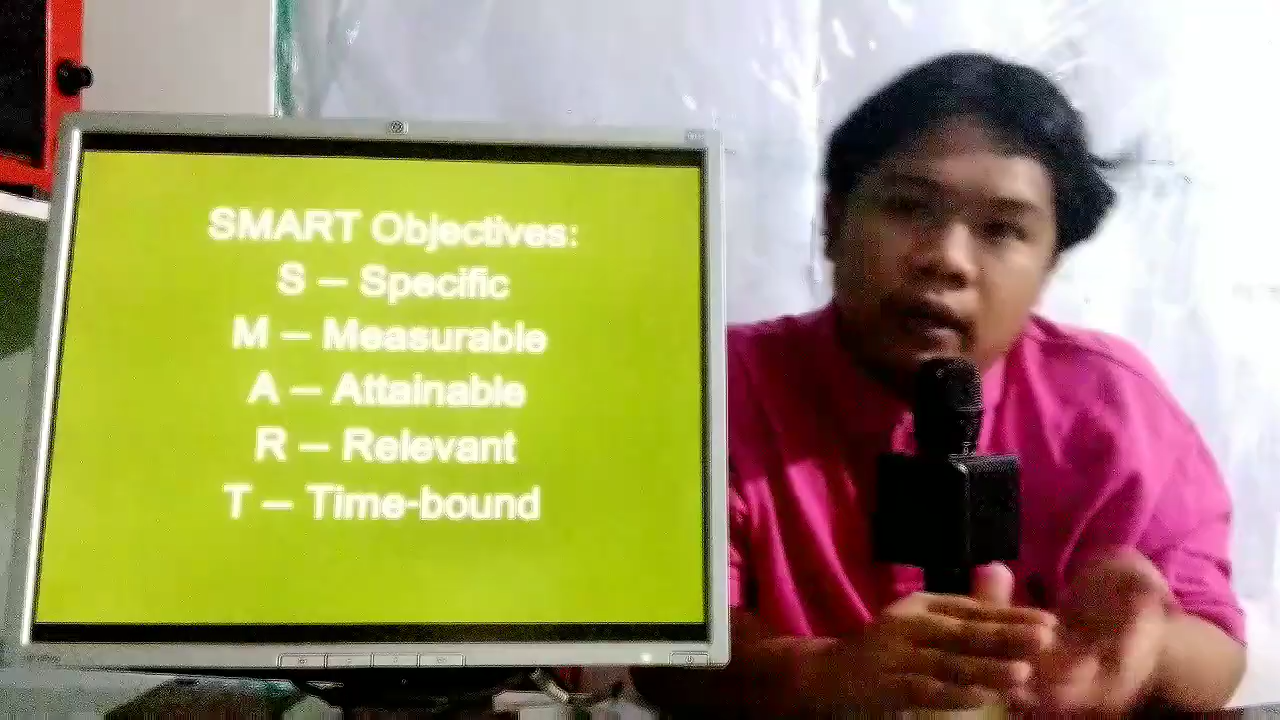 SMART Objectives:
S – Specific
M – Measurable
A – Attainable
R – Relevant
T – Time-bound